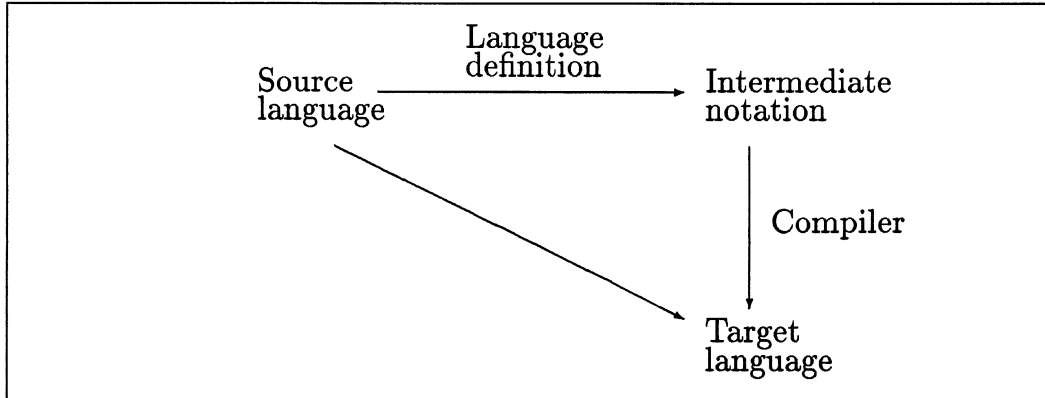 Language
definition
Source
language
Intermediate
notation
Compiler
Target
language